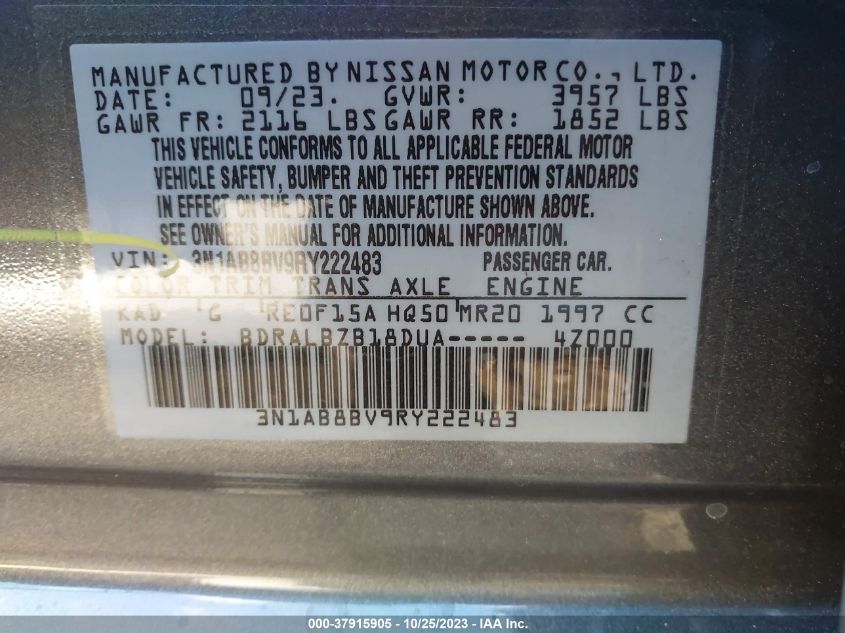 MANUFACTURED BY NISSAN MOTOR CO., LTD.
DATE: 09/23. GVWR: 3957 LBS
GAWR FR: 2116 LBS GAWR RR: 1852 LBS
THIS VEHICLE CONFORMS TO ALL APPLICABLE FEDERAL MOTOR
VEHICLE SAFETY, BUMPER AND THEFT PREVENTION STANDARDS
IN EFFECT ON THE DATE OF MANUFACTURE SHOWN ABOVE.
SEE OWNER'S MANUAL FOR ADDITIONAL INFORMATION.
VIN: 3N1AB8BV9RY222483 PASSENGER CAR.
COLOR TRIM TRANS AXLE ENGINE
KAD G RE0F15A HQ50 MR20 1997 CC
MODEL: BDRALBZB18DUA----- 4Z000
3N1AB8BV9RY222483
000-37915905 - 10/25/2023 - IAA Inc.